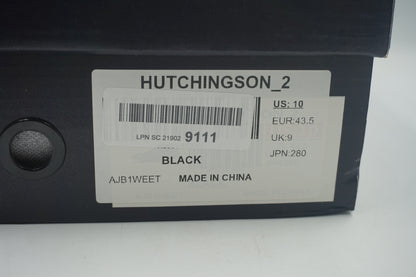 HUTCHINGSON_2
US: 10
EUR:43.5
UK:9
JPN:280
LPN SC 21902 9111
BLACK
AJB1WEET MADE IN CHINA